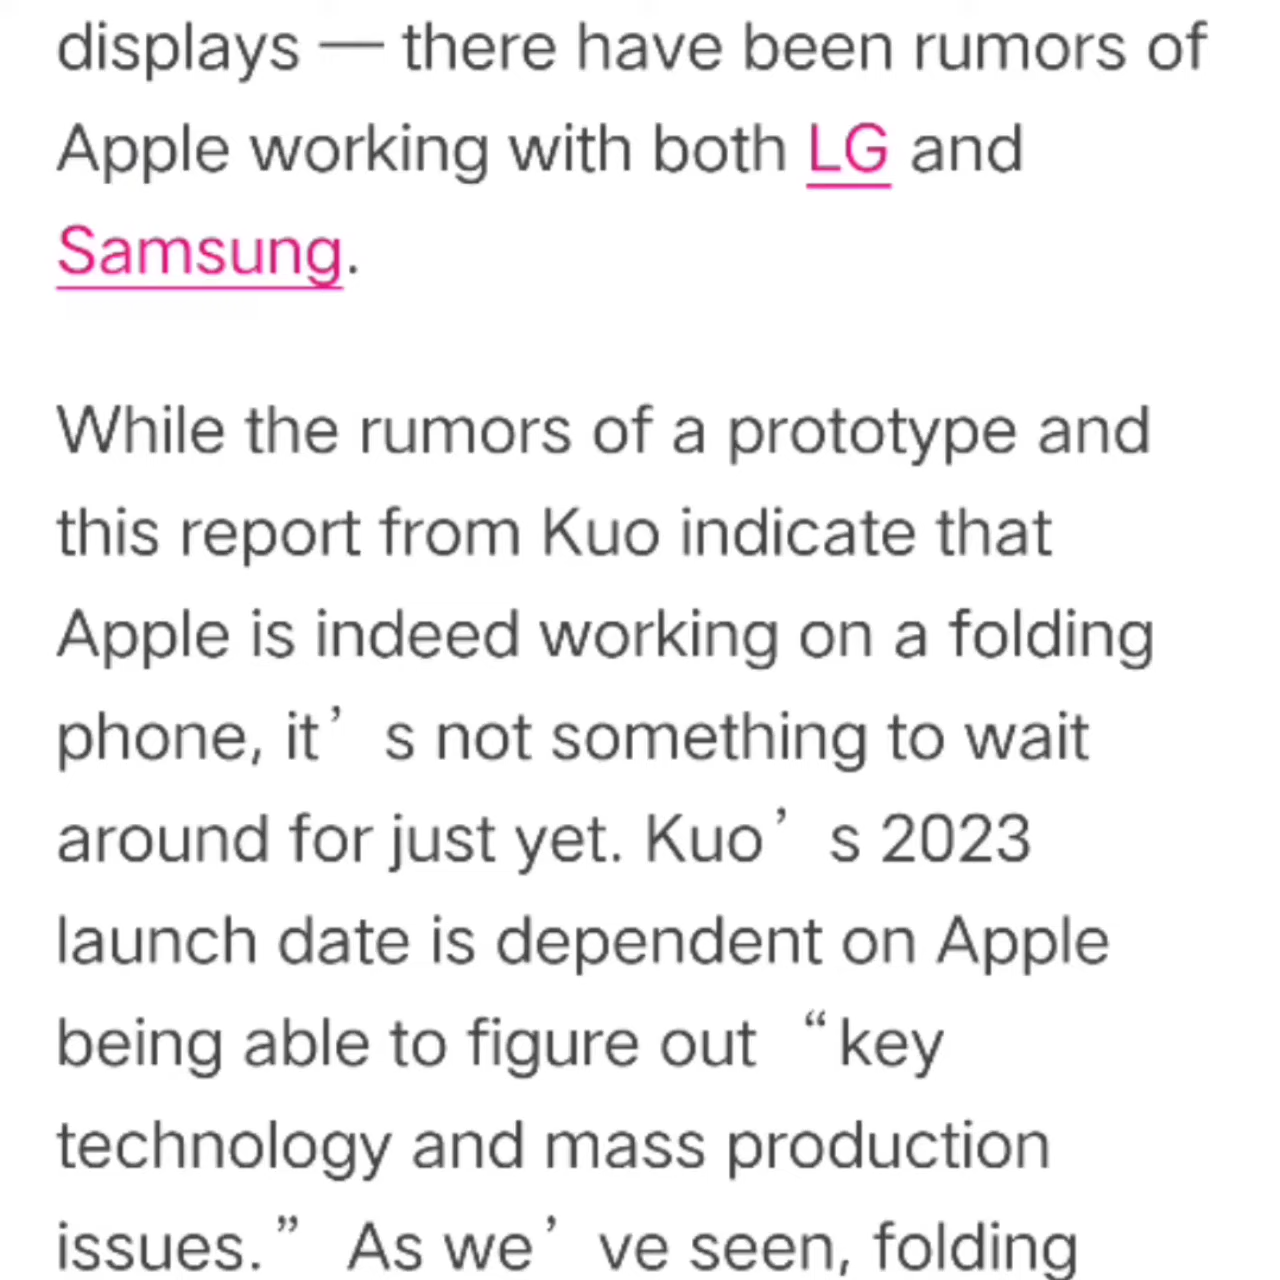 displays — there have been rumors of
Apple working with both LG and
Samsung.
While the rumors of a prototype and
this report from Kuo indicate that
Apple is indeed working on a folding
phone, it’s not something to wait
around for just yet. Kuo’s 2023
launch date is dependent on Apple
being able to figure out “key
technology and mass production
issues.” As we’ve seen, folding